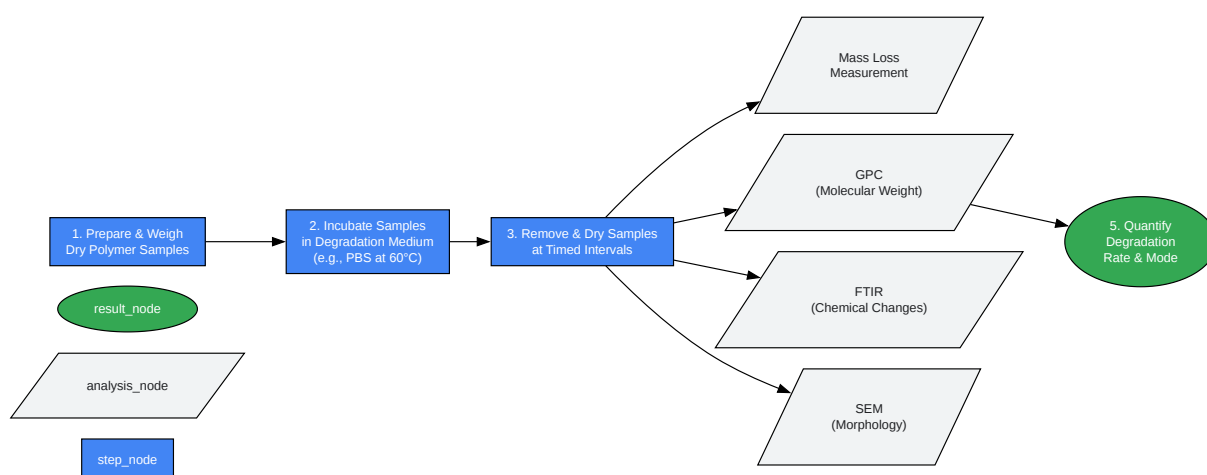 1. Prepare & Weigh
Dry Polymer Samples
2. Incubate Samples
in Degradation Medium
(e.g., PBS at 60°C)
3. Remove & Dry Samples
at Timed Intervals
Mass Loss
Measurement
GPC
(Molecular Weight)
FTIR
(Chemical Changes)
SEM
(Morphology)
5. Quantify
Degradation
Rate & Mode
result_node
analysis_node
step_node